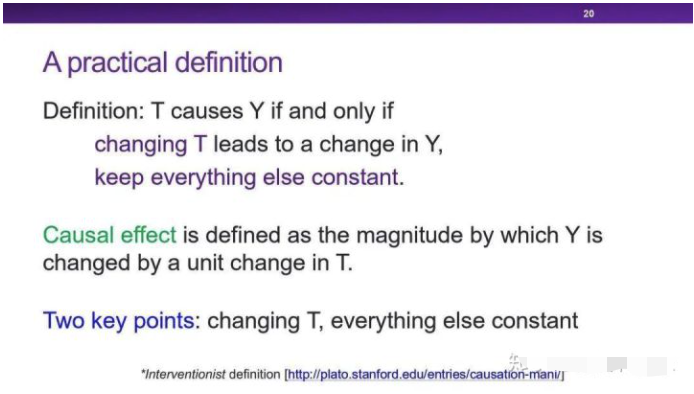 20
A practical definition
Definition: T causes Y if and only if
changing T leads to a change in Y,
keep everything else constant.
Causal effect is defined as the magnitude by which Y is
changed by a unit change in T.
Two key points: changing T, everything else constant
*Interventionist definition [http://plato.stanford.edu/entries/causation-mani/]